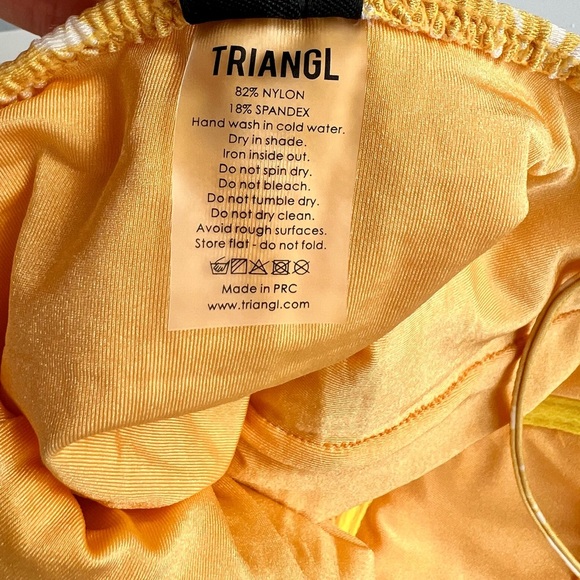 TRIANGL
82% NYLON
18% SPANDEX
Hand wash in cold water.
Dry in shade.
Iron inside out.
Do not spin dry.
Do not bleach.
Do not tumble dry.
Do not dry clean.
Avoid rough surfaces.
Store flat - do not fold.
Made in PRC
www.triangl.com